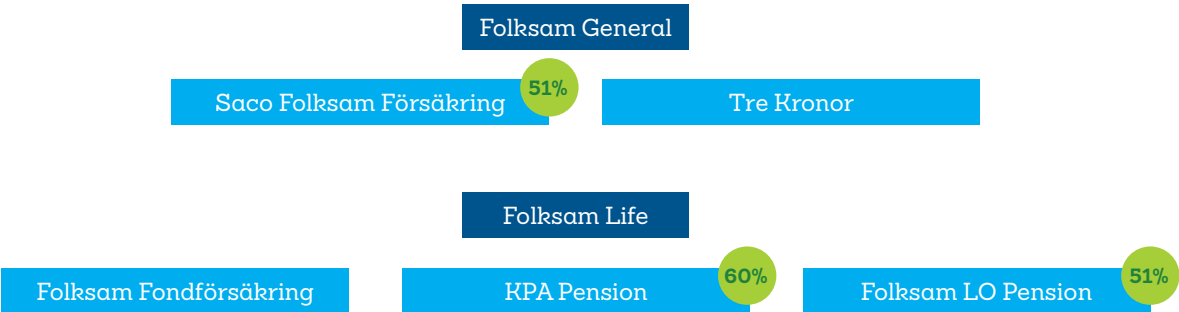 Folksam General
Saco Folksam Försäkring
51%
Tre Kronor
Folksam Life
Folksam Fondförsäkring
KPA Pension
60%
Folksam LO Pension
51%